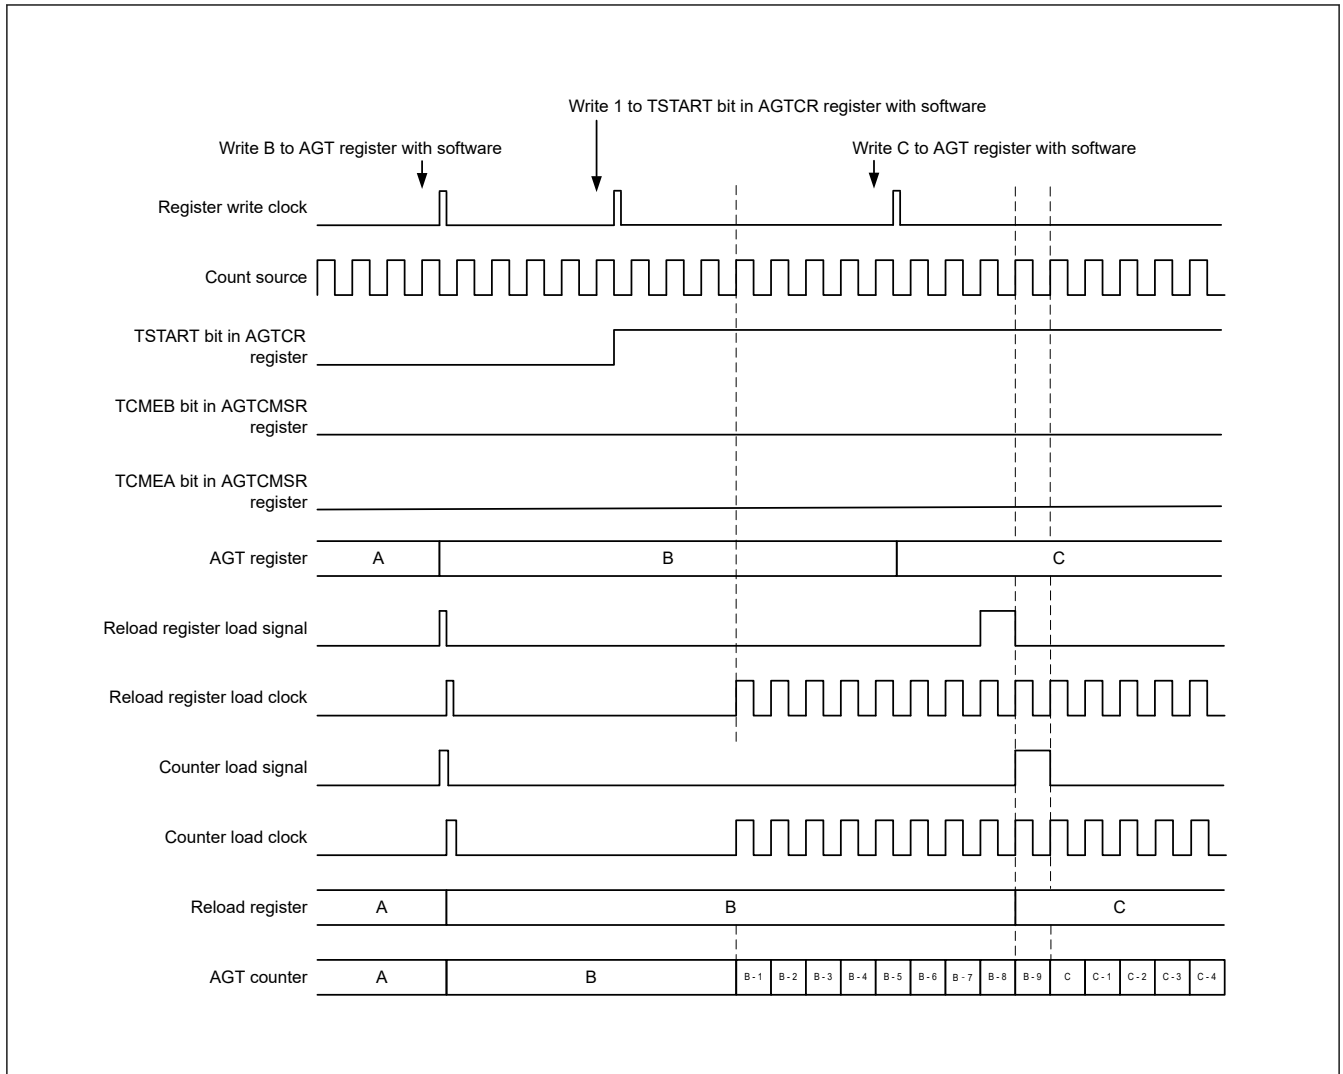 Write 1 to TSTART bit in AGTCR register with software
Write B to AGT register with software
Write C to AGT register with software
Register write clock
Count source
TSTART bit in AGTCR
register
TCMEB bit in AGTCMSR
register
TCMEA bit in AGTCMSR
register
AGT register
A
B
C
Reload register load signal
Reload register load clock
Counter load signal
Counter load clock
Reload register
A
B
C
AGT counter
A
B
B - 1
B - 2
B - 3
B - 4
B - 5
B - 6
B - 7
B - 8
B - 9
C
C - 1
C - 2
C - 3
C - 4